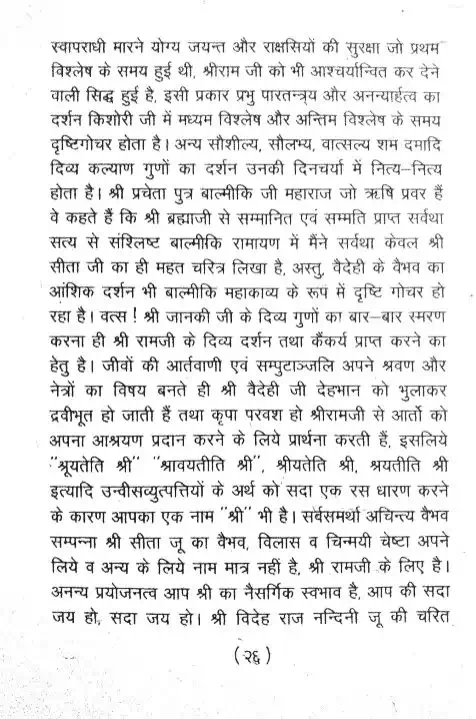 स्वापराधी मारने योग्य जयन्त और राक्षसियों की सुरक्षा जो प्रथम
विश्लेष के समय हुई थी, श्रीराम जी को भी आश्चर्यान्वित कर देने
वाली सिद्ध हुई है, इसी प्रकार प्रभु पारतन्त्र्य और अनन्यार्हत्व का
दर्शन किशोरी जी में मध्यम विश्लेष और अन्तिम विश्लेष के समय
दृष्टिगोचर होता है। अन्य सौशील्य, सौलभ्य, वात्सल्य शम दमादि
दिव्य कल्याण गुणों का दर्शन उनकी दिनचर्या में नित्य–नित्य
होता है। श्री प्रचेता पुत्र बाल्मीकि जी महाराज जो ऋषि प्रवर हैं
वे कहते हैं कि श्री ब्रह्माजी से सम्मानित एवं सम्मति प्राप्त सर्वथा
सत्य से संश्लिष्ट बाल्मीकि रामायण में मैंने सर्वथा केवल श्री
सीता जी का ही महत चरित्र लिखा है, अस्तु, वैदेही के वैभव का
आंशिक दर्शन भी बाल्मीकि महाकाव्य के रूप में दृष्टि गोचर हो
रहा है। वत्स ! श्री जानकी जी के दिव्य गुणों का बार–बार स्मरण
करना ही श्री रामजी के दिव्य दर्शन तथा कैंकर्य प्राप्त करने का
हेतु है। जीवों की आर्तवाणी एवं सम्पुटाञ्जलि अपने श्रवण और
नेत्रों का विषय बनते ही श्री वैदेही जी देहभान को भुलाकर
द्रवीभूत हो जाती हैं तथा कृपा परवश हो श्रीरामजी से आर्तो को
अपना आश्रयण प्रदान करने के लिये प्रार्थना करती हैं, इसलिये
"श्रूयतेति श्री" "श्रावयतीति श्री", श्रीयतेति श्री, श्रयतीति श्री
इत्यादि उन्वीसव्युत्पत्तियों के अर्थ को सदा एक रस धारण करने
के कारण आपका एक नाम "श्री" भी है। सर्वसमर्था अचिन्त्य वैभव
सम्पन्ना श्री सीता जू का वैभव, विलास व चिन्मयी चेष्टा अपने
लिये व अन्य के लिये नाम मात्र नहीं है, श्री रामजी के लिए है।
अनन्य प्रयोजनत्व आप श्री का नैसर्गिक स्वभाव है, आप की सदा
जय हो, सदा जय हो। श्री विदेह राज नन्दिनी जू की चरित
(२६)